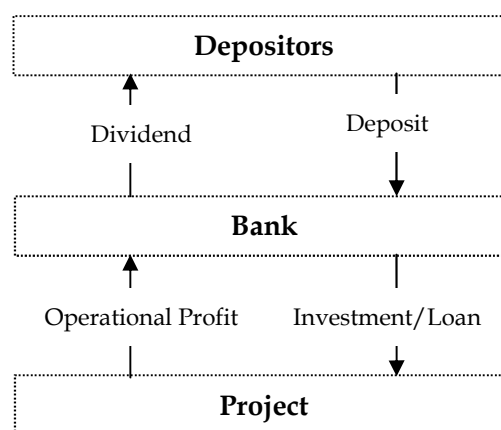 Depositors
Dividend
Deposit
Bank
Operational Profit
Investment/Loan
Project